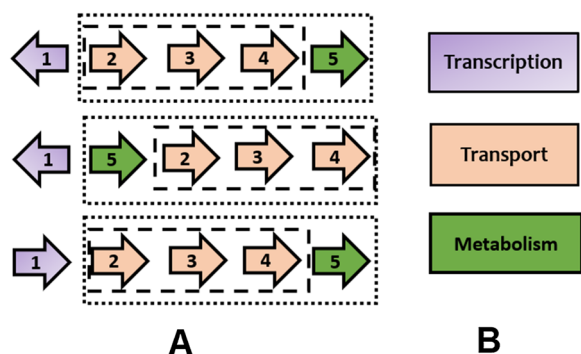 1 2 3 4 5
1 5 2 3 4
1 2 3 4 5
A
Transcription
Transport
Metabolism
B